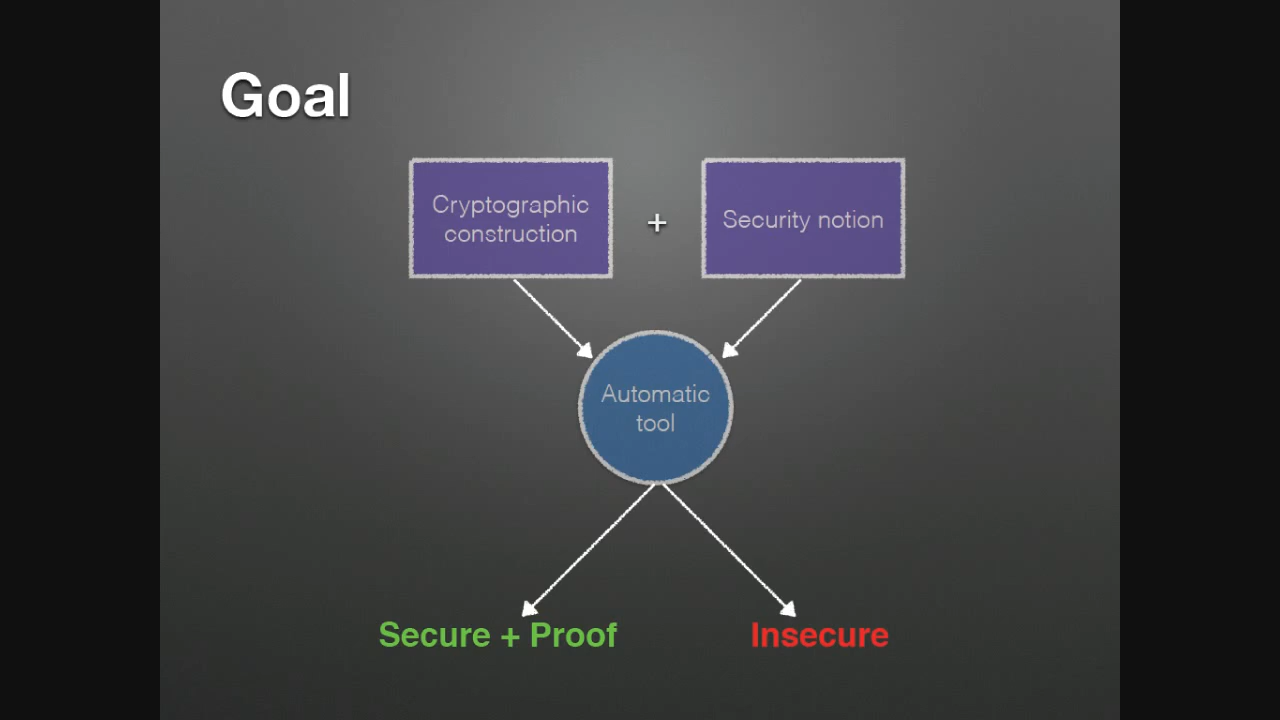 Goal
Cryptographic
construction
+
Security notion
Automatic
tool
Secure + Proof
Insecure